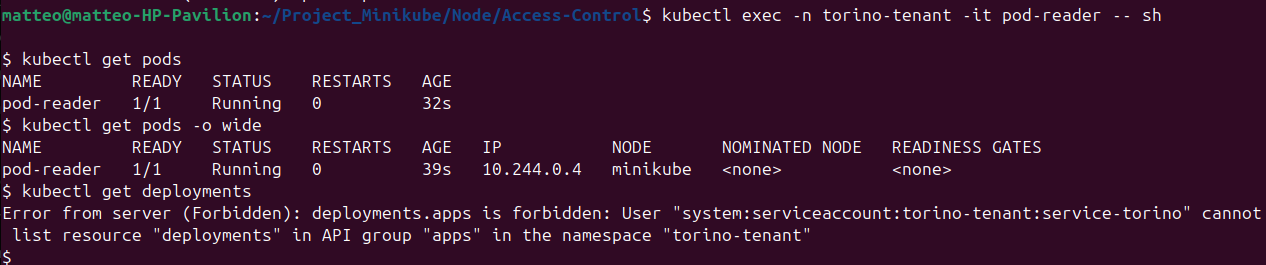 matteo@matteo-HP-Pavilion:~/Project_Minikube/Node/Access-Control$ kubectl exec -n torino-tenant -it pod-reader -- sh
$ kubectl get pods
NAME         READY   STATUS    RESTARTS   AGE
pod-reader   1/1     Running   0          32s
$ kubectl get pods -o wide
NAME         READY   STATUS    RESTARTS   AGE   IP           NODE       NOMINATED NODE   READINESS GATES
pod-reader   1/1     Running   0          39s   10.244.0.4   minikube   <none>           <none>
$ kubectl get deployments
Error from server (Forbidden): deployments.apps is forbidden: User "system:serviceaccount:torino-tenant:service-torino" cannot
 list resource "deployments" in API group "apps" in the namespace "torino-tenant"
$